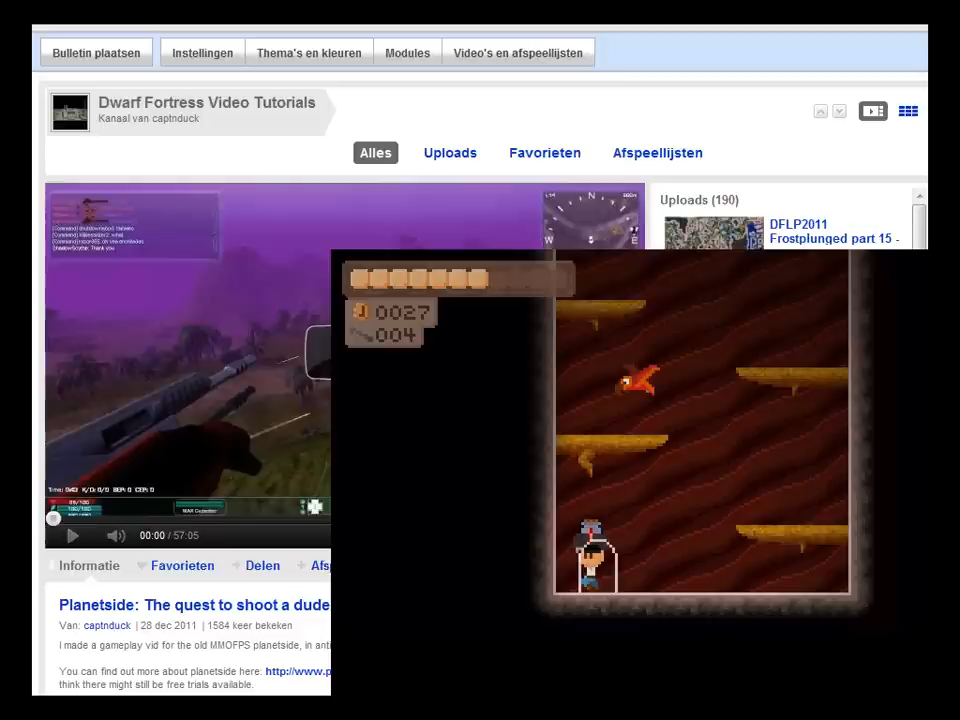 Bulletin plaatsen
Instellingen
Thema's en kleuren
Modules
Video's en afspeellijsten
Dwarf Fortress Video Tutorials
Kanaal van captnduck
Alles
Uploads
Favorieten
Afspeellijsten
Uploads (190)
DFLP2011
Frostplunged part 15 -
N
W
E
0027
004
00:00 / 57:05
Informatie
Favorieten
Delen
Afs
Planetside: The quest to shoot a dude
Van: captnduck | 28 dec 2011 | 1584 keer bekeken
I made a gameplay vid for the old MMOFPS planetside, in anti
You can find out more about planetside here: http://www.p
think there might still be free trials available.